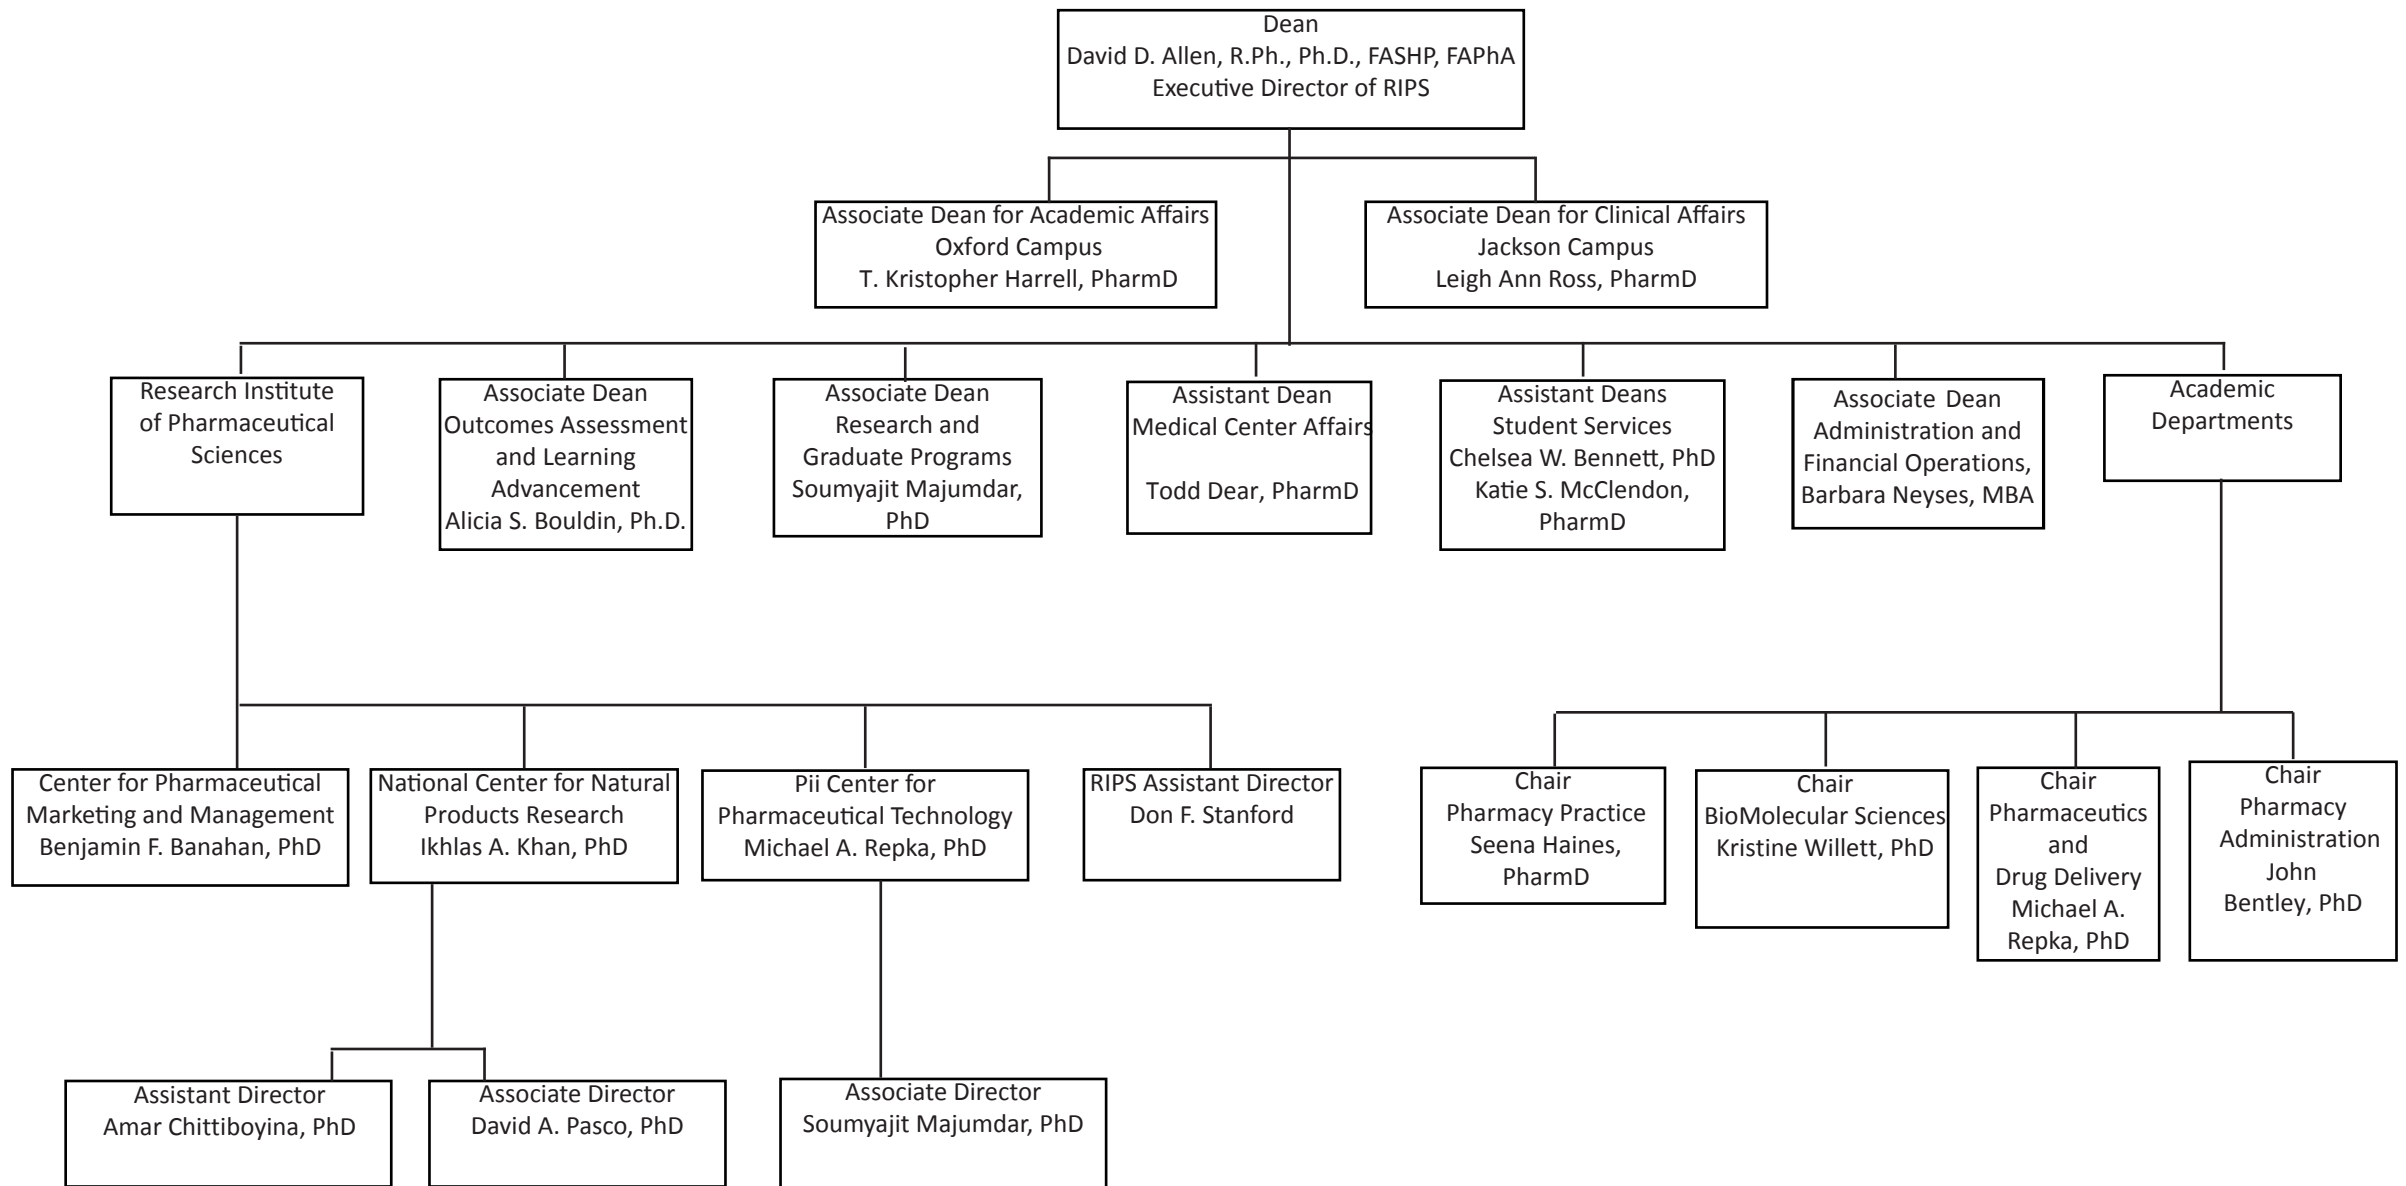 Dean
David D. Allen, R.Ph., Ph.D., FASHP, FAPhA
Executive Director of RIPS
Associate Dean for Academic Affairs
Oxford Campus
T. Kristopher Harrell, PharmD
Associate Dean for Clinical Affairs
Jackson Campus
Leigh Ann Ross, PharmD
Research Institute
of Pharmaceutical
Sciences
Associate Dean
Outcomes Assessment
and Learning
Advancement
Alicia S. Bouldin, Ph.D.
Associate Dean
Research and
Graduate Programs
Soumyajit Majumdar,
PhD
Assistant Dean
Medical Center Affairs
Todd Dear, PharmD
Assistant Deans
Student Services
Chelsea W. Bennett, PhD
Katie S. McClendon,
PharmD
Associate Dean
Administration and
Financial Operations,
Barbara Neyses, MBA
Academic
Departments
Center for Pharmaceutical
Marketing and Management
Benjamin F. Banahan, PhD
National Center for Natural
Products Research
Ikhlas A. Khan, PhD
Pii Center for
Pharmaceutical Technology
Michael A. Repka, PhD
RIPS Assistant Director
Don F. Stanford
Chair
Pharmacy Practice
Seena Haines,
PharmD
Chair
BioMolecular Sciences
Kristine Willett, PhD
Chair
Pharmaceutics
and
Drug Delivery
Michael A.
Repka, PhD
Chair
Pharmacy
Administration
John
Bentley, PhD
Assistant Director
Amar Chittiboyina, PhD
Associate Director
David A. Pasco, PhD
Associate Director
Soumyajit Majumdar, PhD